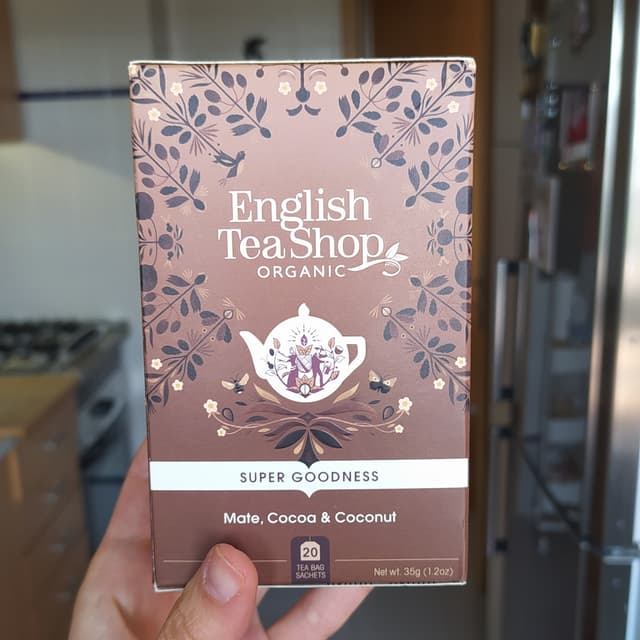 English
Tea Shop
ORGANIC
SUPER GOODNESS
Mate, Cocoa & Coconut
20
TEA BAG
SACHETS
Net wt. 35g (1.2oz)